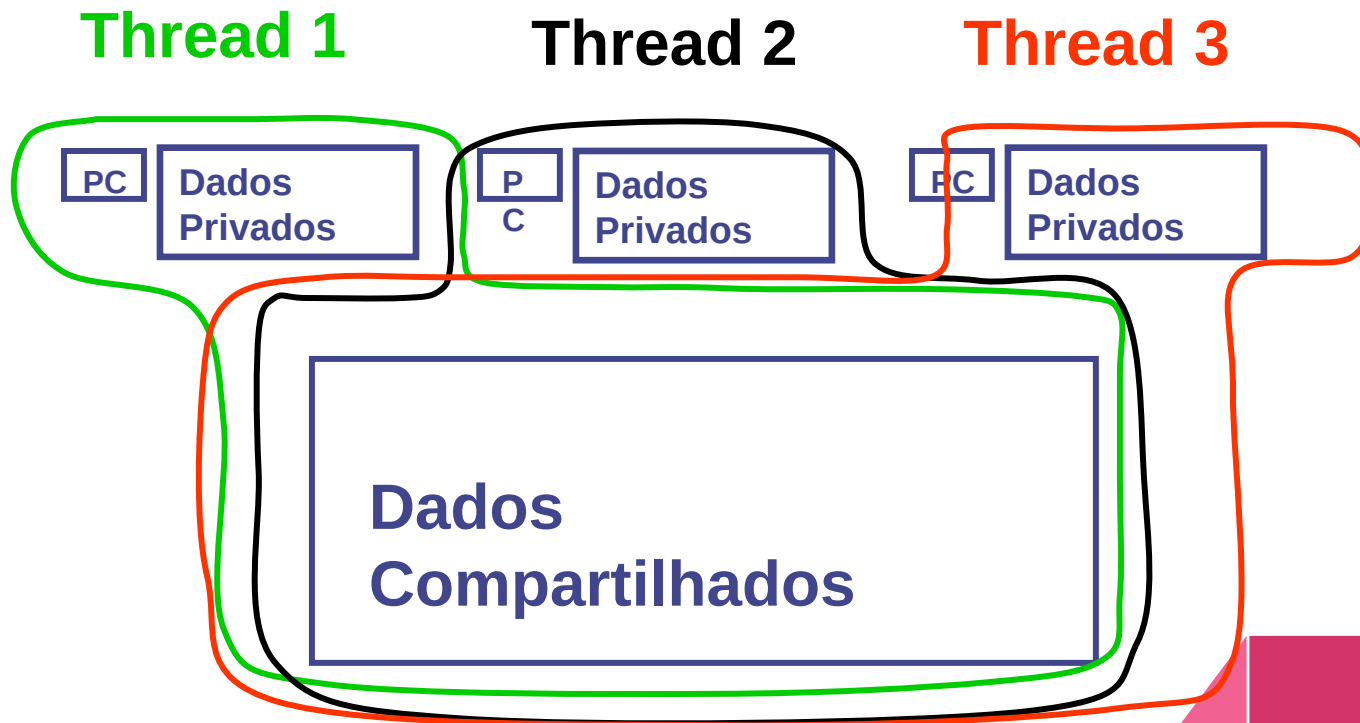 Thread 1
Thread 2
Thread 3
PC
Dados
Privados
P
C
Dados
Privados
PC
Dados
Privados
Dados
Compartilhados